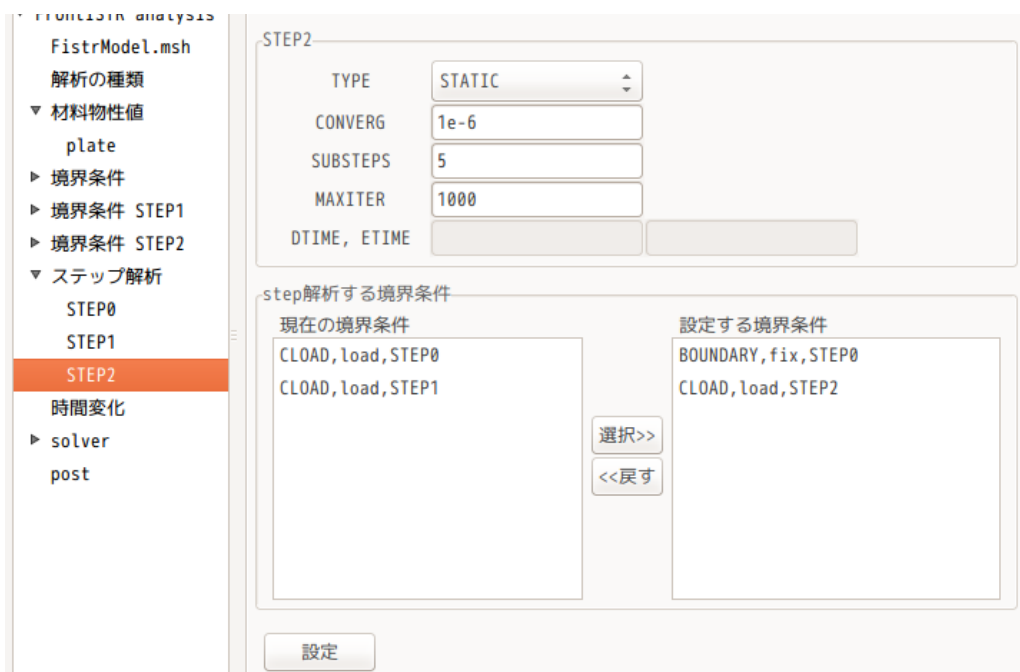 FrontISTR analysis
FistrModel.msh
解析の種類
材料物性値
plate
境界条件
境界条件 STEP1
境界条件 STEP2
ステップ解析
STEP0
STEP1
STEP2
時間変化
solver
post
STEP2
TYPE STATIC
CONVERG 1e-6
SUBSTEPS 5
MAXITER 1000
DTIME, ETIME
step解析する境界条件
現在の境界条件
CLOAD,load,STEP0
CLOAD,load,STEP1
選択>>
<<戻す
設定する境界条件
BOUNDARY,fix,STEP0
CLOAD,load,STEP2
設定